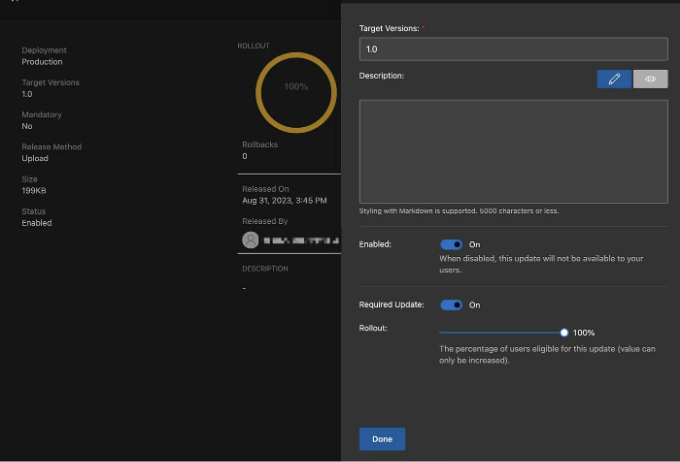 Deployment
Production
Target Versions
1.0
Mandatory
No
Release Method
Upload
Size
199KB
Status
Enabled
ROLLOUT
100%
Rollbacks
0
Released On
Aug 31, 2023, 3:45 PM
Released By
DESCRIPTION
-
Target Versions: *
1.0
Description:
Styling with Markdown is supported. 5000 characters or less.
Enabled:
On
When disabled, this update will not be available to your
users.
Required Update:
On
Rollout:
100%
The percentage of users eligible for this update (value can
only be increased).
Done